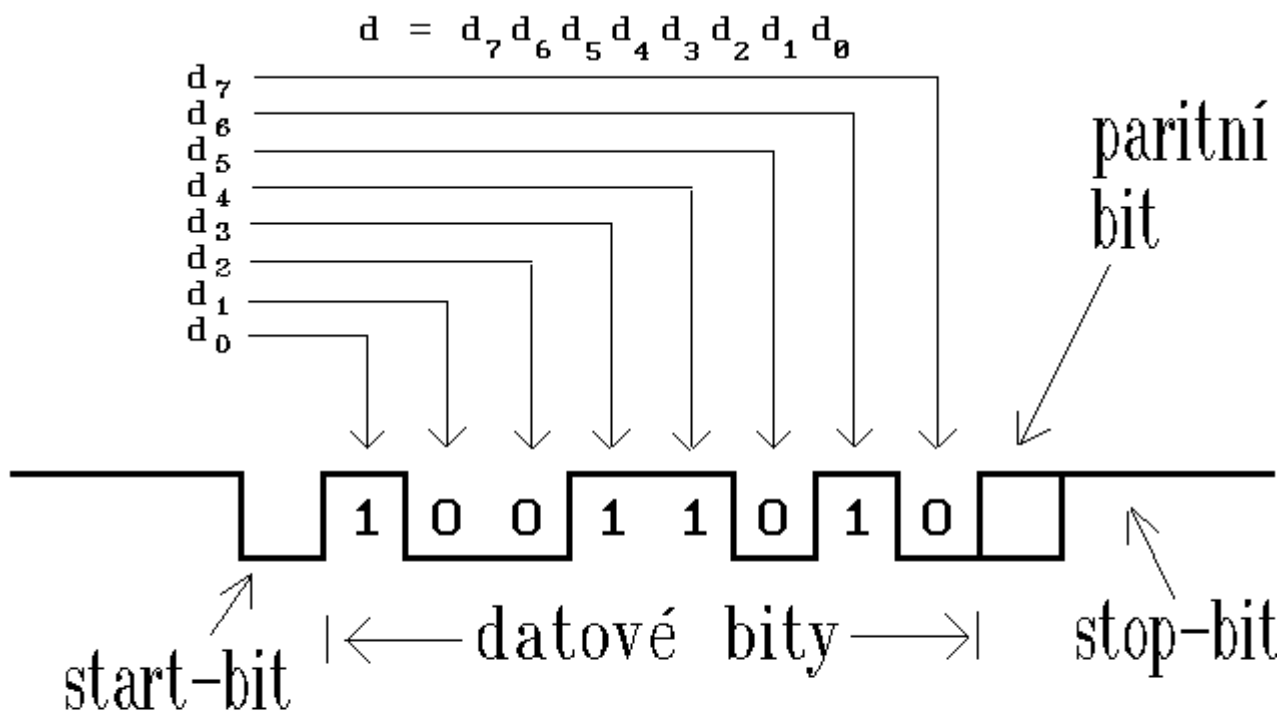 d = d₇d₆d₅d₄d₃d₂d₁d₀
d₇
d₆
d₅
d₄
d₃
d₂
d₁
d₀
paritní
bit
1 0 0 1 1 0 1 0
start-bit
datové bity
stop-bit